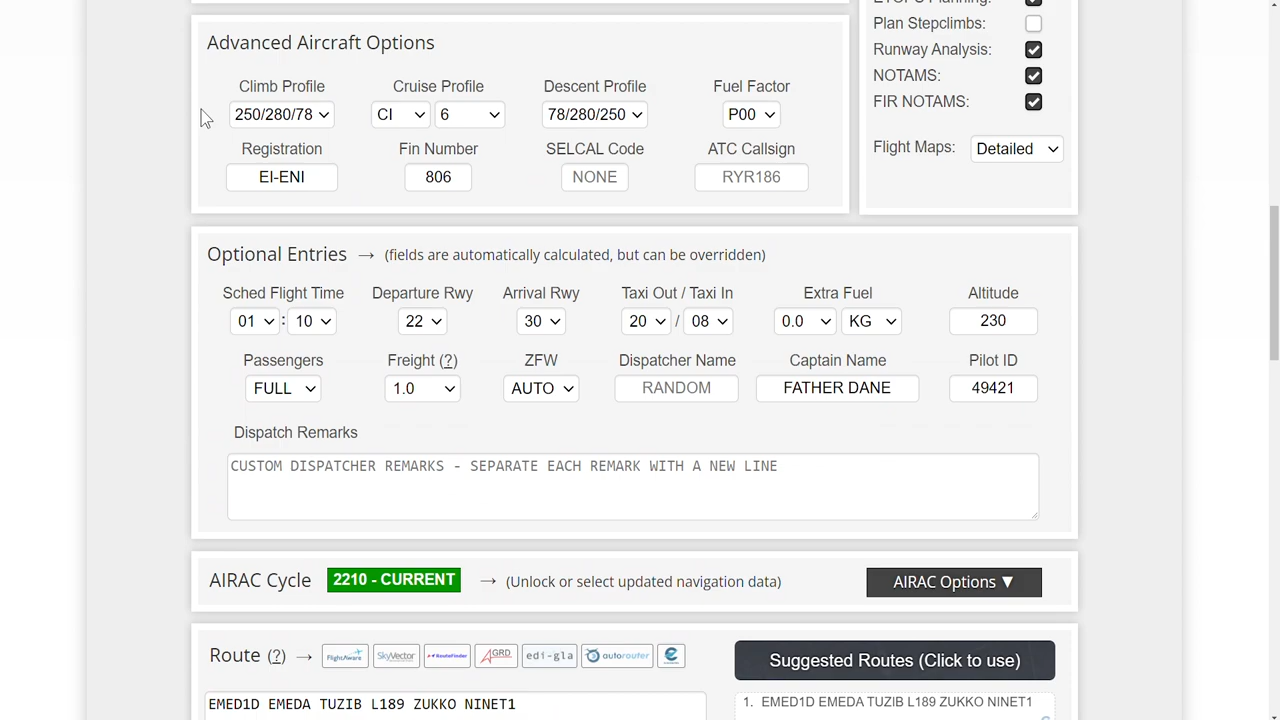 Plan Stepclimbs:
Advanced Aircraft Options
Runway Analysis:
NOTAMS:
FIR NOTAMS:
Flight Maps: Detailed
Climb Profile Cruise Profile Descent Profile Fuel Factor
250/280/78 CI 6 78/280/250 P00
Registration Fin Number SELCAL Code ATC Callsign
EI-ENI 806 NONE RYR186
Optional Entries → (fields are automatically calculated, but can be overridden)
Sched Flight Time Departure Rwy Arrival Rwy Taxi Out / Taxi In Extra Fuel Altitude
01 : 10 22 30 20 / 08 0.0 KG 230
Passengers Freight (?) ZFW Dispatcher Name Captain Name Pilot ID
FULL 1.0 AUTO RANDOM FATHER DANE 49421
Dispatch Remarks
CUSTOM DISPATCHER REMARKS - SEPARATE EACH REMARK WITH A NEW LINE
AIRAC Cycle 2210 - CURRENT → (Unlock or select updated navigation data) AIRAC Options ▼
Route (?) → FlightAware SkyVector RouteFinder GRD edi-gla autorouter Suggested Routes (Click to use)
EMED1D EMEDA TUZIB L189 ZUKKO NINET1
1. EMED1D EMEDA TUZIB L189 ZUKKO NINET1